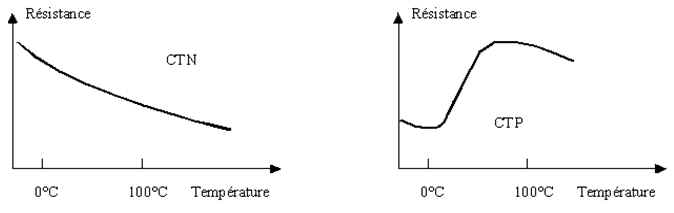 Résistance
CTN
0°C 100°C Température
Résistance
CTP
0°C 100°C Température